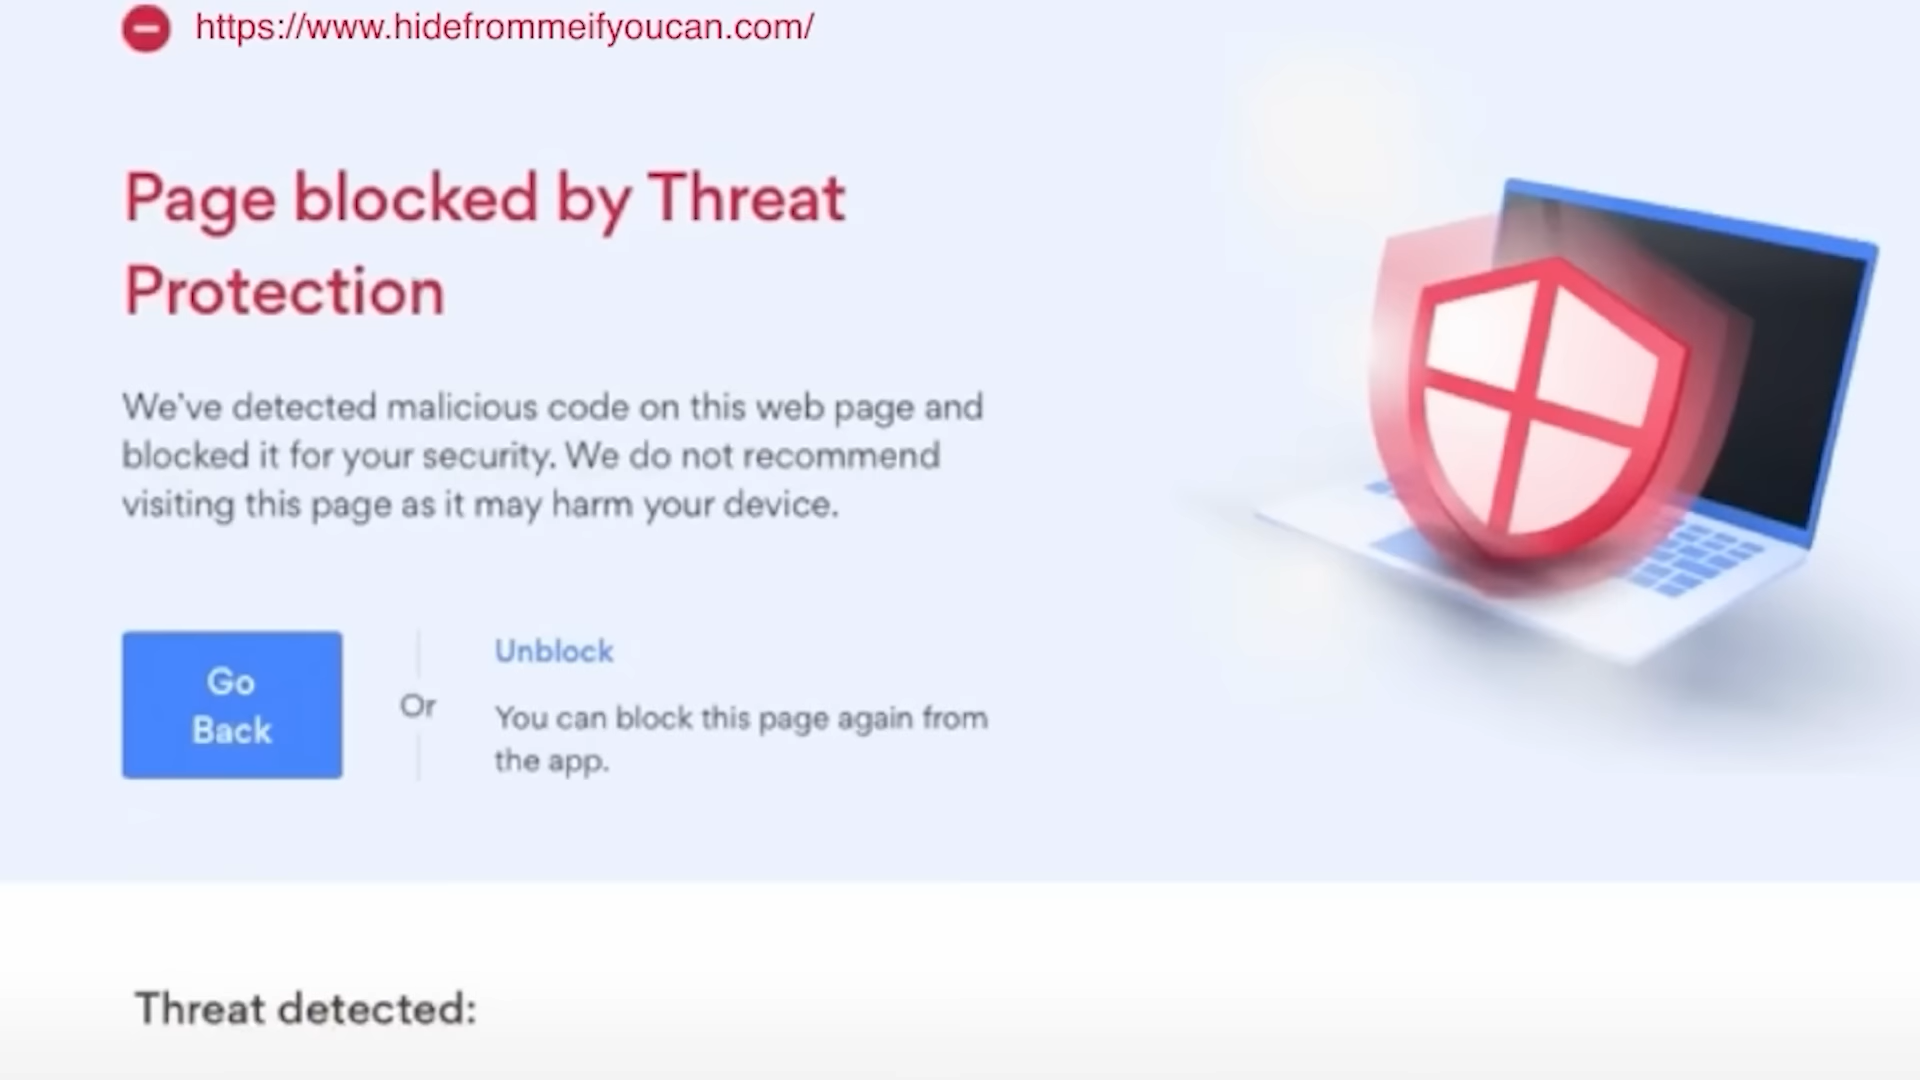 https://www.hidefrommeifyoucan.com/
Page blocked by Threat
Protection
We've detected malicious code on this web page and
blocked it for your security. We do not recommend
visiting this page as it may harm your device.
Go
Back
Or
Unblock
You can block this page again from
the app.
Threat detected: